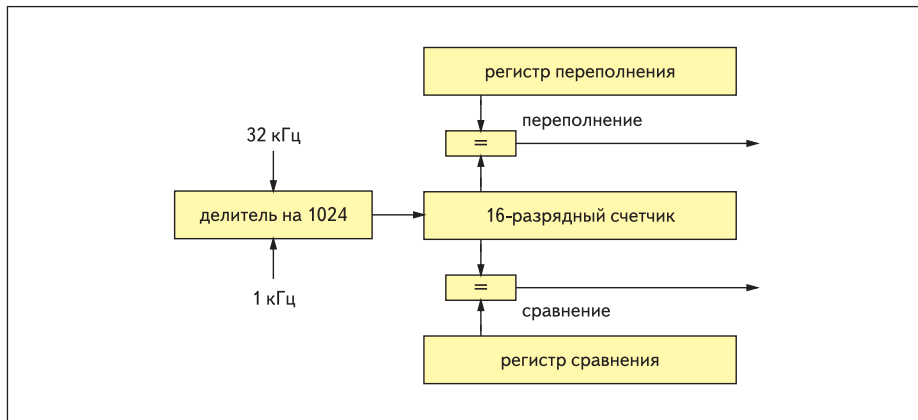 регистр переполнения
переполнение
=
32 кГц
делитель на 1024
16-разрядный счетчик
1 кГц
=
сравнение
регистр сравнения